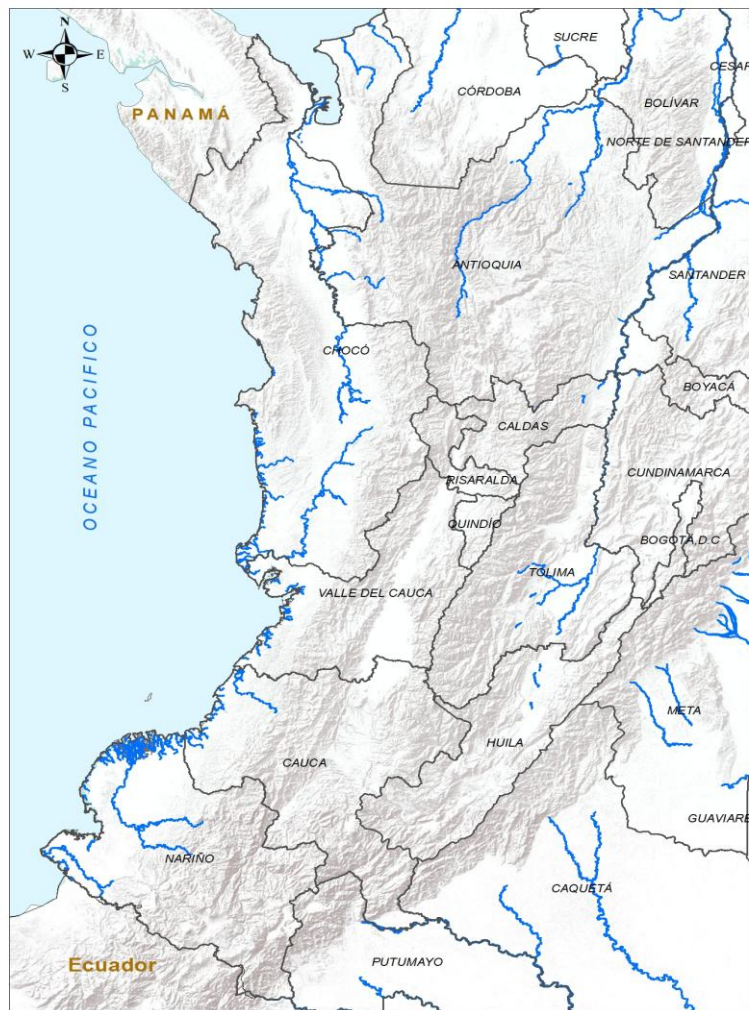 N
W E
S
SUCRE
CESAR
CÓRDOBA
BOLÍVAR
PANAMÁ
NORTE DE SANTANDER
ANTIOQUIA
SANTANDER
OCEANO PACIFICO
CHOCÓ
BOYACÁ
CALDAS
CUNDINAMARCA
RISARALDA
QUINDÍO
BOGOTÁ,D.C
TOLIMA
VALLE DEL CAUCA
META
HUILA
CAUCA
GUAVIARE
NARIÑO
CAQUETÁ
PUTUMAYO
Ecuador